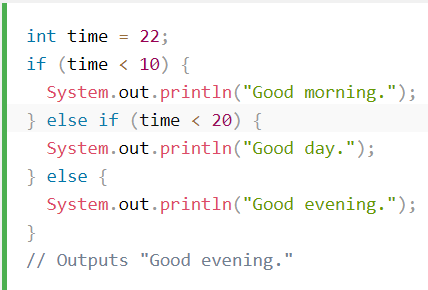 int time = 22;
if (time < 10) {
  System.out.println("Good morning.");
} else if (time < 20) {
  System.out.println("Good day.");
} else {
  System.out.println("Good evening.");
}
// Outputs "Good evening."